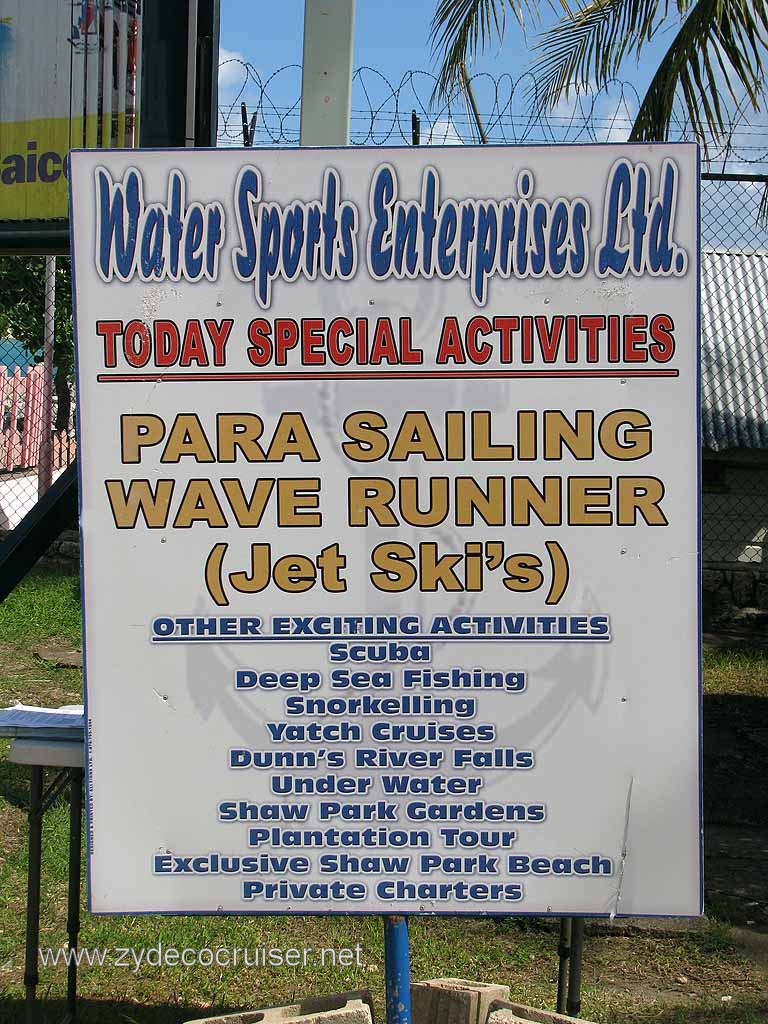 aic
Water Sports Enterprises Ltd.
TODAY SPECIAL ACTIVITIES
PARA SAILING
WAVE RUNNER
(Jet Ski's)
OTHER EXCITING ACTIVITIES
Scuba
Deep Sea Fishing
Snorkelling
Yatch Cruises
Dunn's River Falls
Under Water
Shaw Park Gardens
Plantation Tour
Exclusive Shaw Park Beach
Private Charters
www.zydecocruiser.net